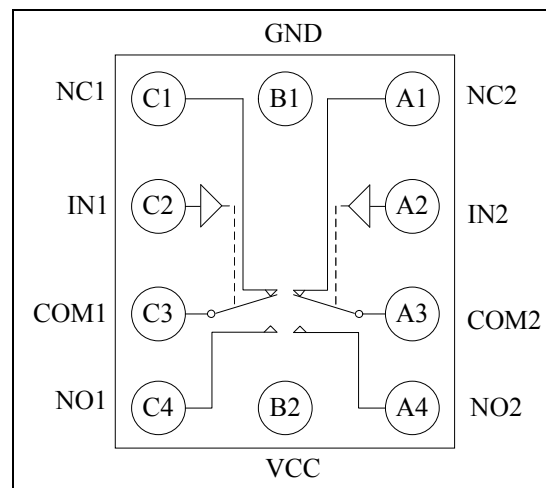 GND
NC1 C1 B1 A1 NC2
IN1 C2 A2 IN2
COM1 C3 A3 COM2
NO1 C4 B2 A4 NO2
VCC